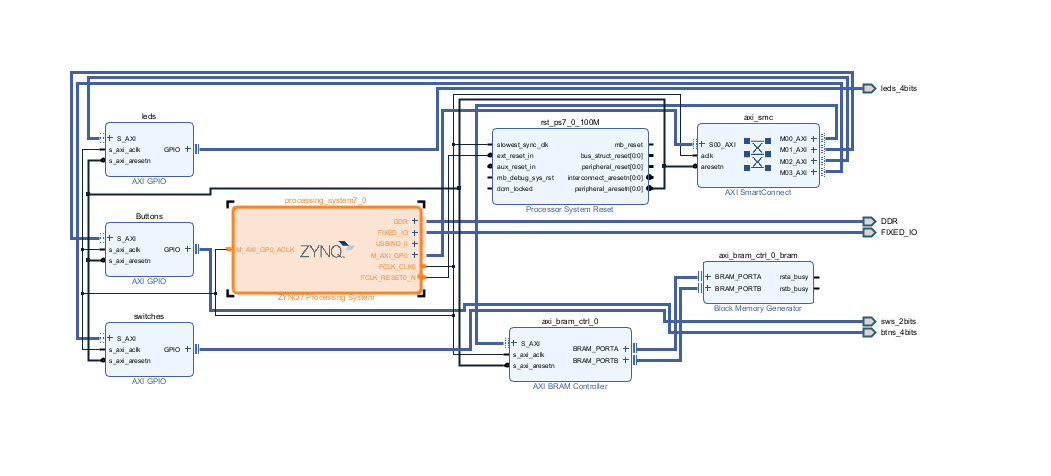 leds_4bits
leds
S_AXI
s_axi_aclk
s_axi_aresetn
GPIO
AXI GPIO
rst_ps7_0_100M
slowest_sync_clk
ext_reset_in
aux_reset_in
mb_debug_sys_rst
dcm_locked
mb_reset
bus_struct_reset[0:0]
peripheral_reset[0:0]
interconnect_aresetn[0:0]
peripheral_aresetn[0:0]
Processor System Reset
axi_smc
S00_AXI
aclk
aresetn
M00_AXI
M01_AXI
M02_AXI
M03_AXI
AXI SmartConnect
processing_system7_0
M_AXI_GP0_ACLK
ZYNQ
DDR
FIXED_IO
USBIND_0
M_AXI_GP0
FCLK_CLK0
FCLK_RESET0_N
ZYNQ7 Processing System
DDR
FIXED_IO
Buttons
S_AXI
s_axi_aclk
s_axi_aresetn
GPIO
AXI GPIO
axi_bram_ctrl_0_bram
BRAM_PORTA
BRAM_PORTB
rsta_busy
rstb_busy
Block Memory Generator
switches
S_AXI
s_axi_aclk
s_axi_aresetn
GPIO
AXI GPIO
axi_bram_ctrl_0
S_AXI
s_axi_aclk
s_axi_aresetn
BRAM_PORTA
BRAM_PORTB
AXI BRAM Controller
sws_2bits
btns_4bits